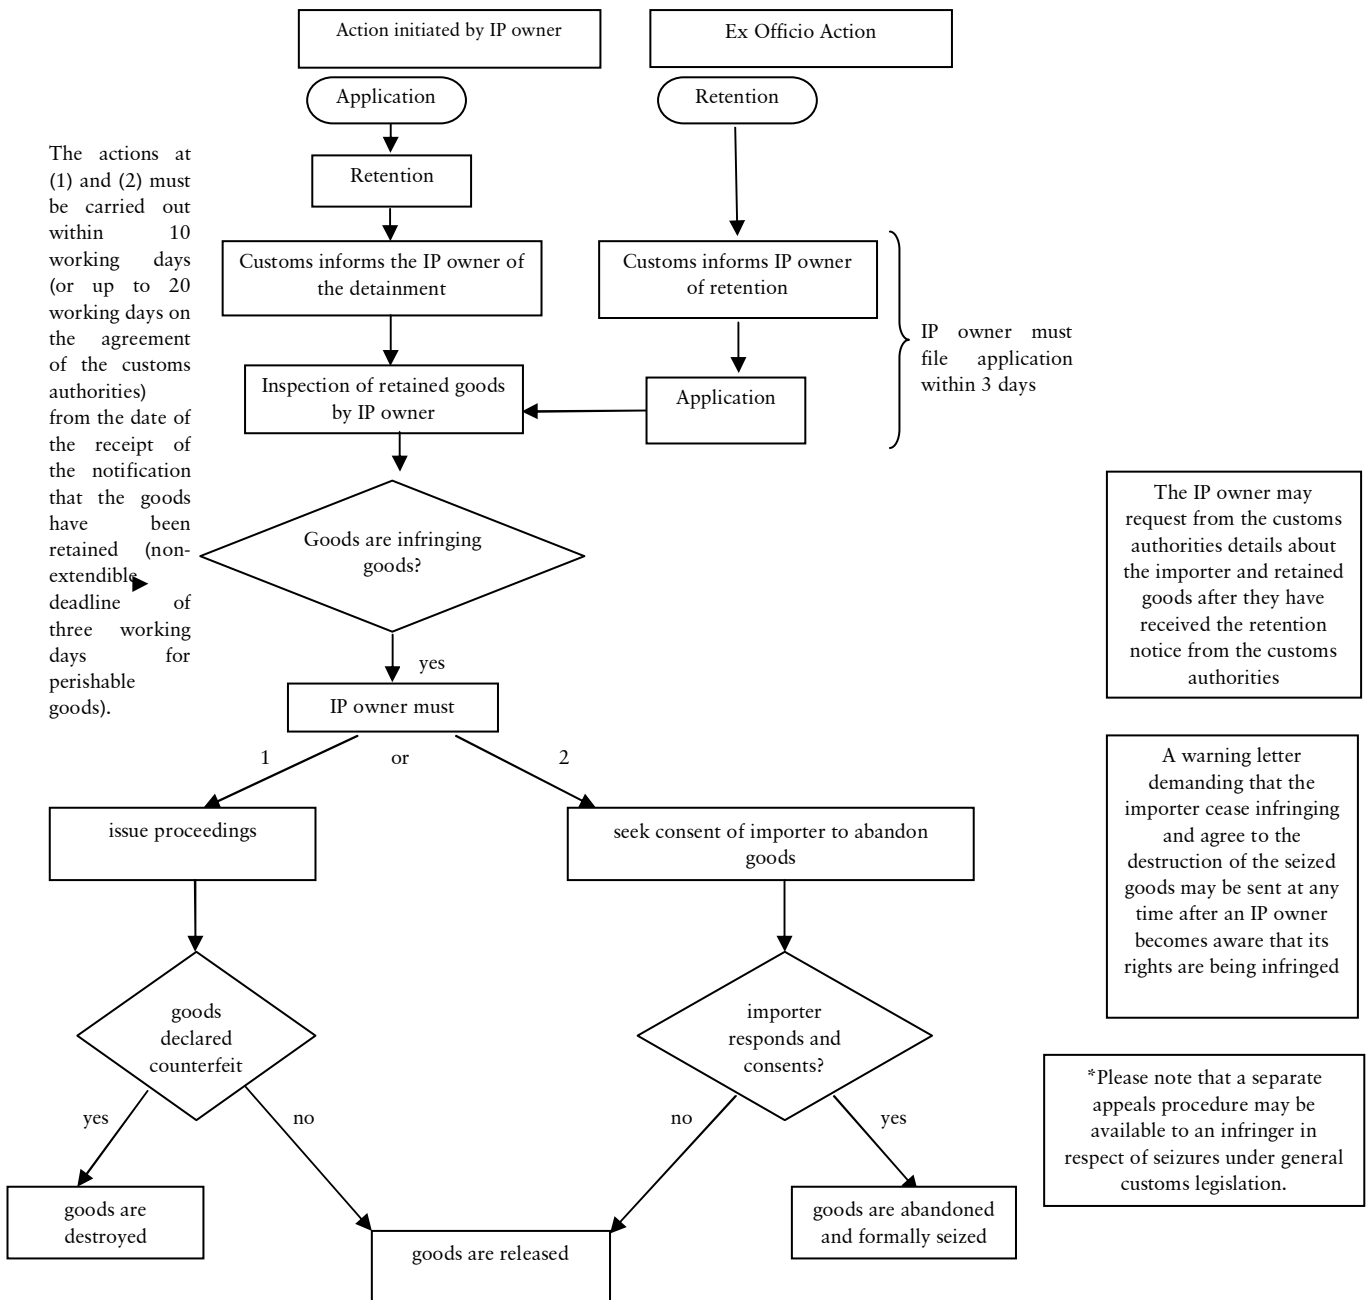 Action initiated by IP owner
Ex Officio Action
Application
Retention
The actions at
(1) and (2) must
be carried out
within 10
working days
(or up to 20
working days on
the agreement
of the customs
authorities)
from the date of
the receipt of
the notification
that the goods
have been
retained (non-
extendible
deadline of
three working
days for
perishable
goods).
Retention
Customs informs the IP owner of
the detainment
Customs informs IP owner
of retention
IP owner must
file application
within 3 days
Inspection of retained goods
by IP owner
Application
Goods are infringing
goods?
yes
IP owner must
1
or
2
issue proceedings
seek consent of importer to abandon
goods
goods
declared
counterfeit
importer
responds and
consents?
yes
no
no
yes
goods are
destroyed
goods are released
goods are abandoned
and formally seized
The IP owner may
request from the customs
authorities details about
the importer and retained
goods after they have
received the retention
notice from the customs
authorities
A warning letter
demanding that the
importer cease infringing
and agree to the
destruction of the seized
goods may be sent at any
time after an IP owner
becomes aware that its
rights are being infringed
*Please note that a separate
appeals procedure may be
available to an infringer in
respect of seizures under general
customs legislation.